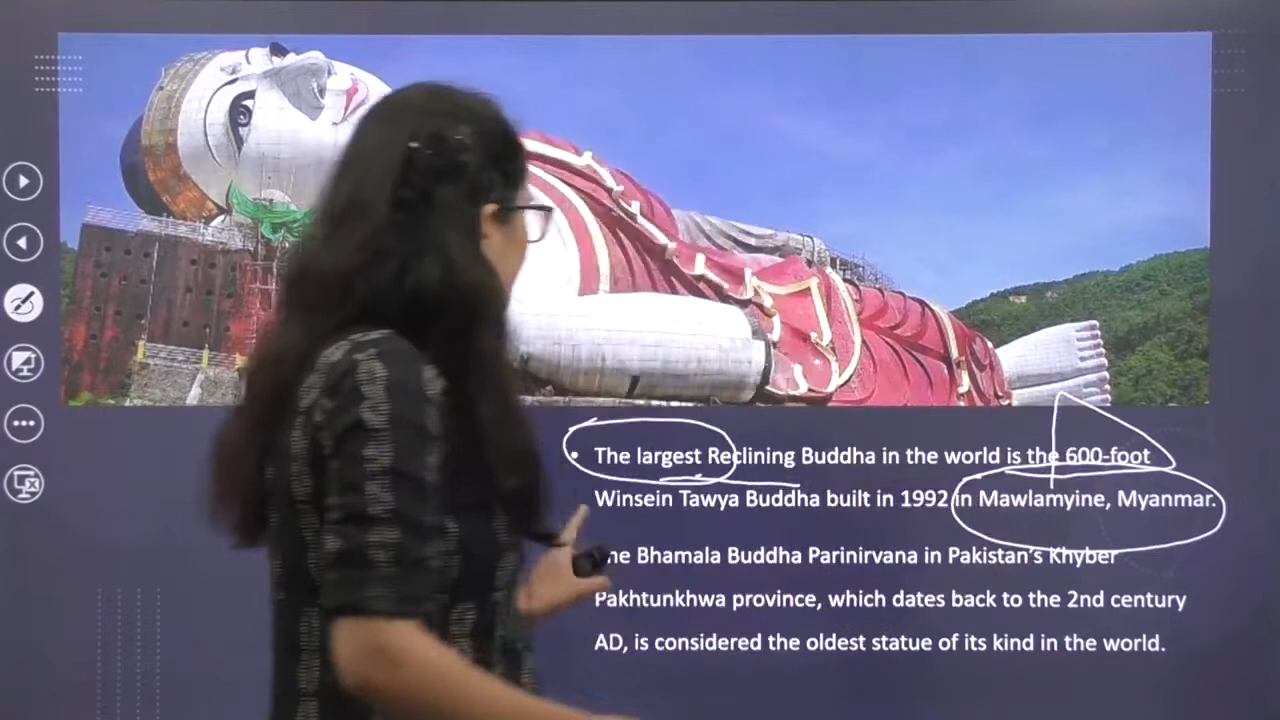 • The largest Reclining Buddha in the world is the 600-foot
Winsein Tawya Buddha built in 1992 in Mawlamyine, Myanmar.
Bhamala Buddha Parinirvana in Pakistan's Khyber
Pakhtunkhwa province, which dates back to the 2nd century
AD, is considered the oldest statue of its kind in the world.